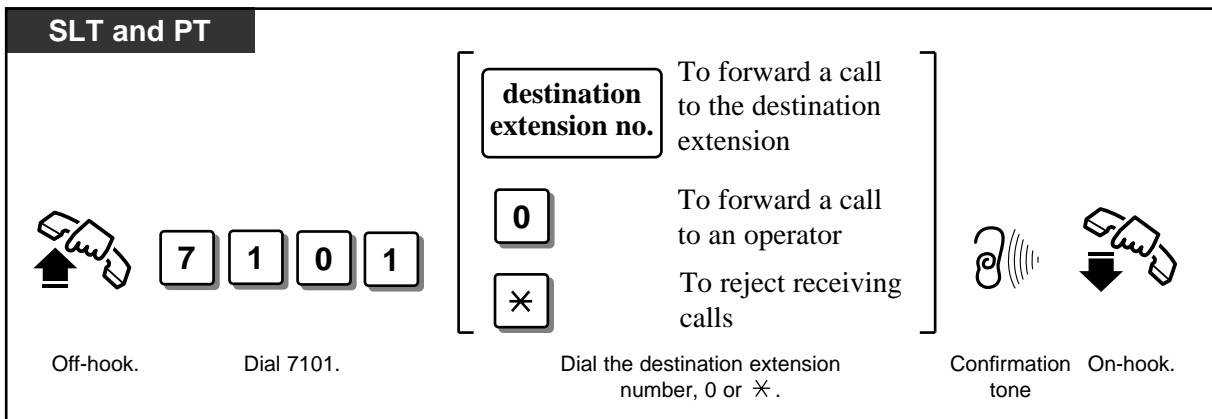 SLT and PT
destination
extension no.
To forward a call
to the destination
extension
0
To forward a call
to an operator
7 1 0 1
✳
To reject receiving
calls
Off-hook.
Dial 7101.
Dial the destination extension
number, 0 or ✳.
Confirmation
tone
On-hook.